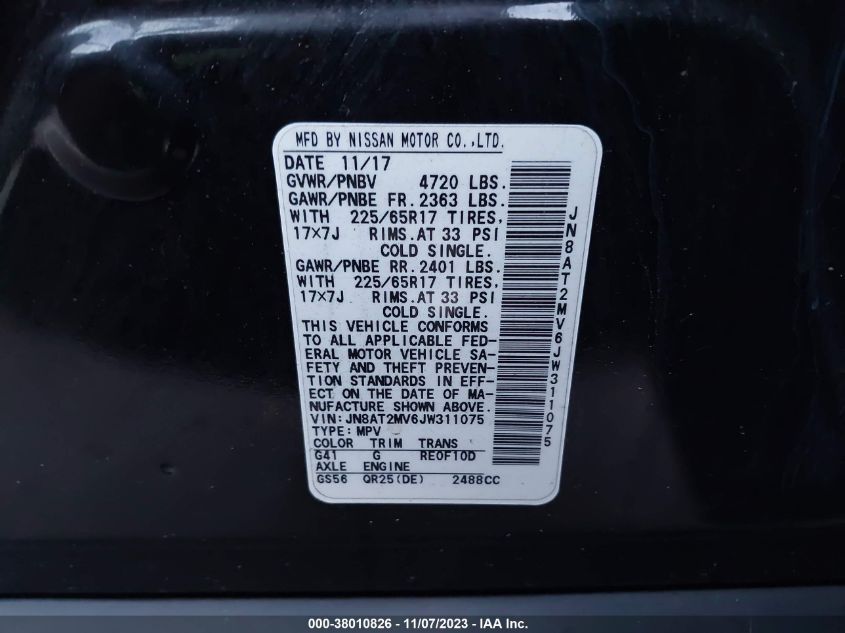 MFD BY NISSAN MOTOR CO.,LTD.
DATE 11/17
GVWR/PNBV 4720 LBS.
GAWR/PNBE FR. 2363 LBS.
WITH 225/65R17 TIRES,
17×7J RIMS.AT 33 PSI
COLD SINGLE.
GAWR/PNBE RR. 2401 LBS.
WITH 225/65R17 TIRES,
17×7J RIMS.AT 33 PSI
COLD SINGLE.
THIS VEHICLE CONFORMS
TO ALL APPLICABLE FED-
ERAL MOTOR VEHICLE SA-
FETY AND THEFT PREVEN-
TION STANDARDS IN EFF-
ECT ON THE DATE OF MA-
NUFACTURE SHOWN ABOVE.
VIN:JN8AT2MV6JW311075
TYPE:MPV
COLOR TRIM TRANS
G41 G RE0F10D
AXLE ENGINE
GS56 QR25(DE) 2488CC
JN8AT2MV6JW311075
000-38010826 - 11/07/2023 - IAA Inc.